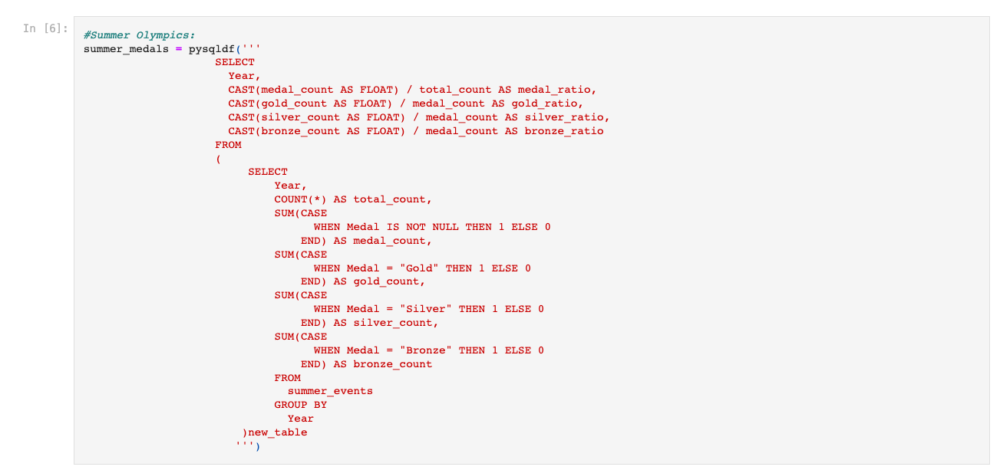 In [6]:
#Summer Olympics:
summer_medals = pysqldf('''
SELECT
Year,
CAST(medal_count AS FLOAT) / total_count AS medal_ratio,
CAST(gold_count AS FLOAT) / medal_count AS gold_ratio,
CAST(silver_count AS FLOAT) / medal_count AS silver_ratio,
CAST(bronze_count AS FLOAT) / medal_count AS bronze_ratio
FROM
(
SELECT
Year,
COUNT(*) AS total_count,
SUM(CASE
WHEN Medal IS NOT NULL THEN 1 ELSE 0
END) AS medal_count,
SUM(CASE
WHEN Medal = "Gold" THEN 1 ELSE 0
END) AS gold_count,
SUM(CASE
WHEN Medal = "Silver" THEN 1 ELSE 0
END) AS silver_count,
SUM(CASE
WHEN Medal = "Bronze" THEN 1 ELSE 0
END) AS bronze_count
FROM
summer_events
GROUP BY
Year
)new_table
''')